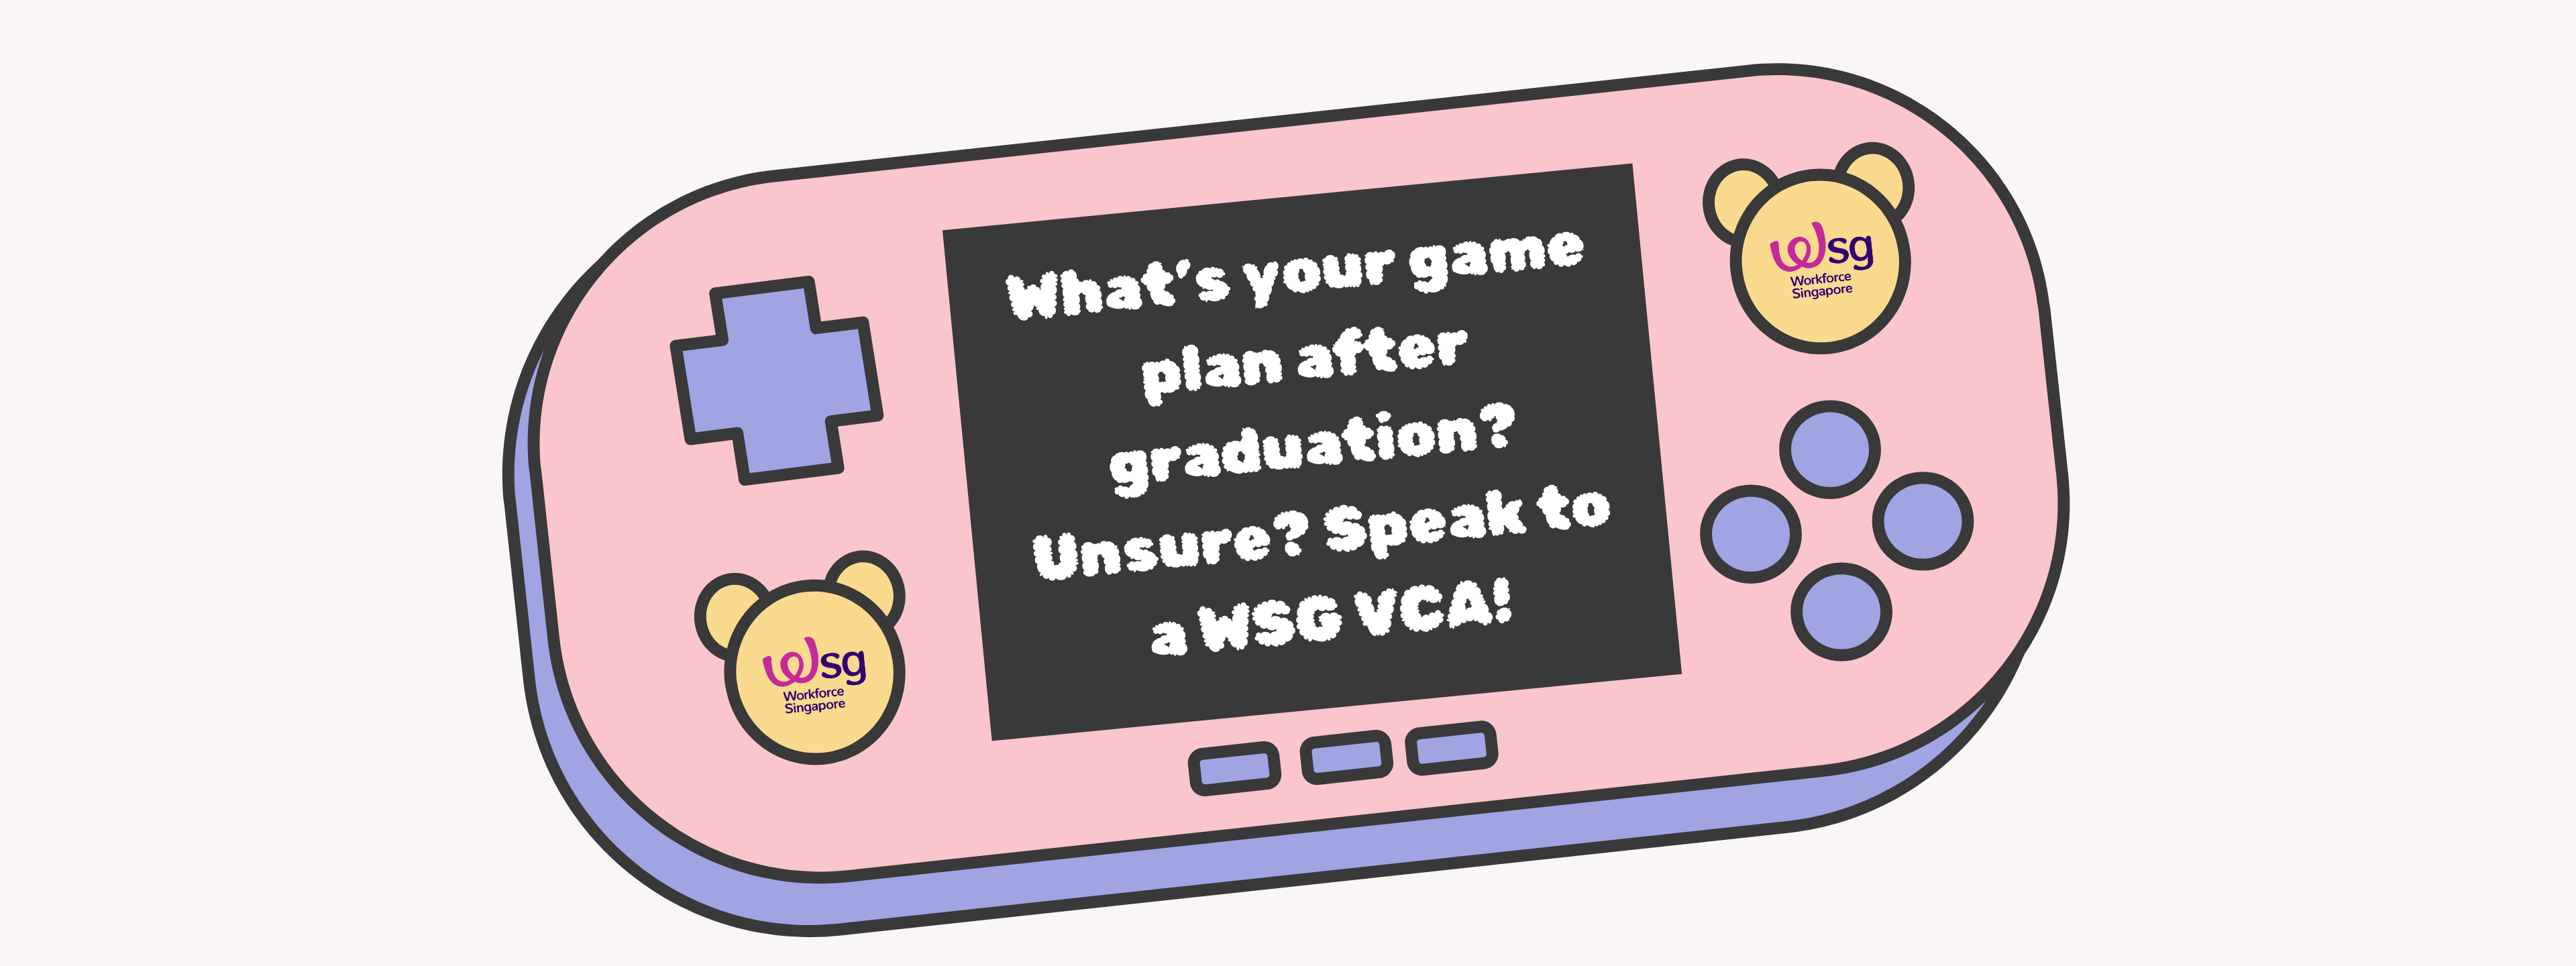 What's your game
plan after
graduation?
Unsure? Speak to
a WSG VCA!
wsg
Workforce
Singapore
wsg
Workforce
Singapore